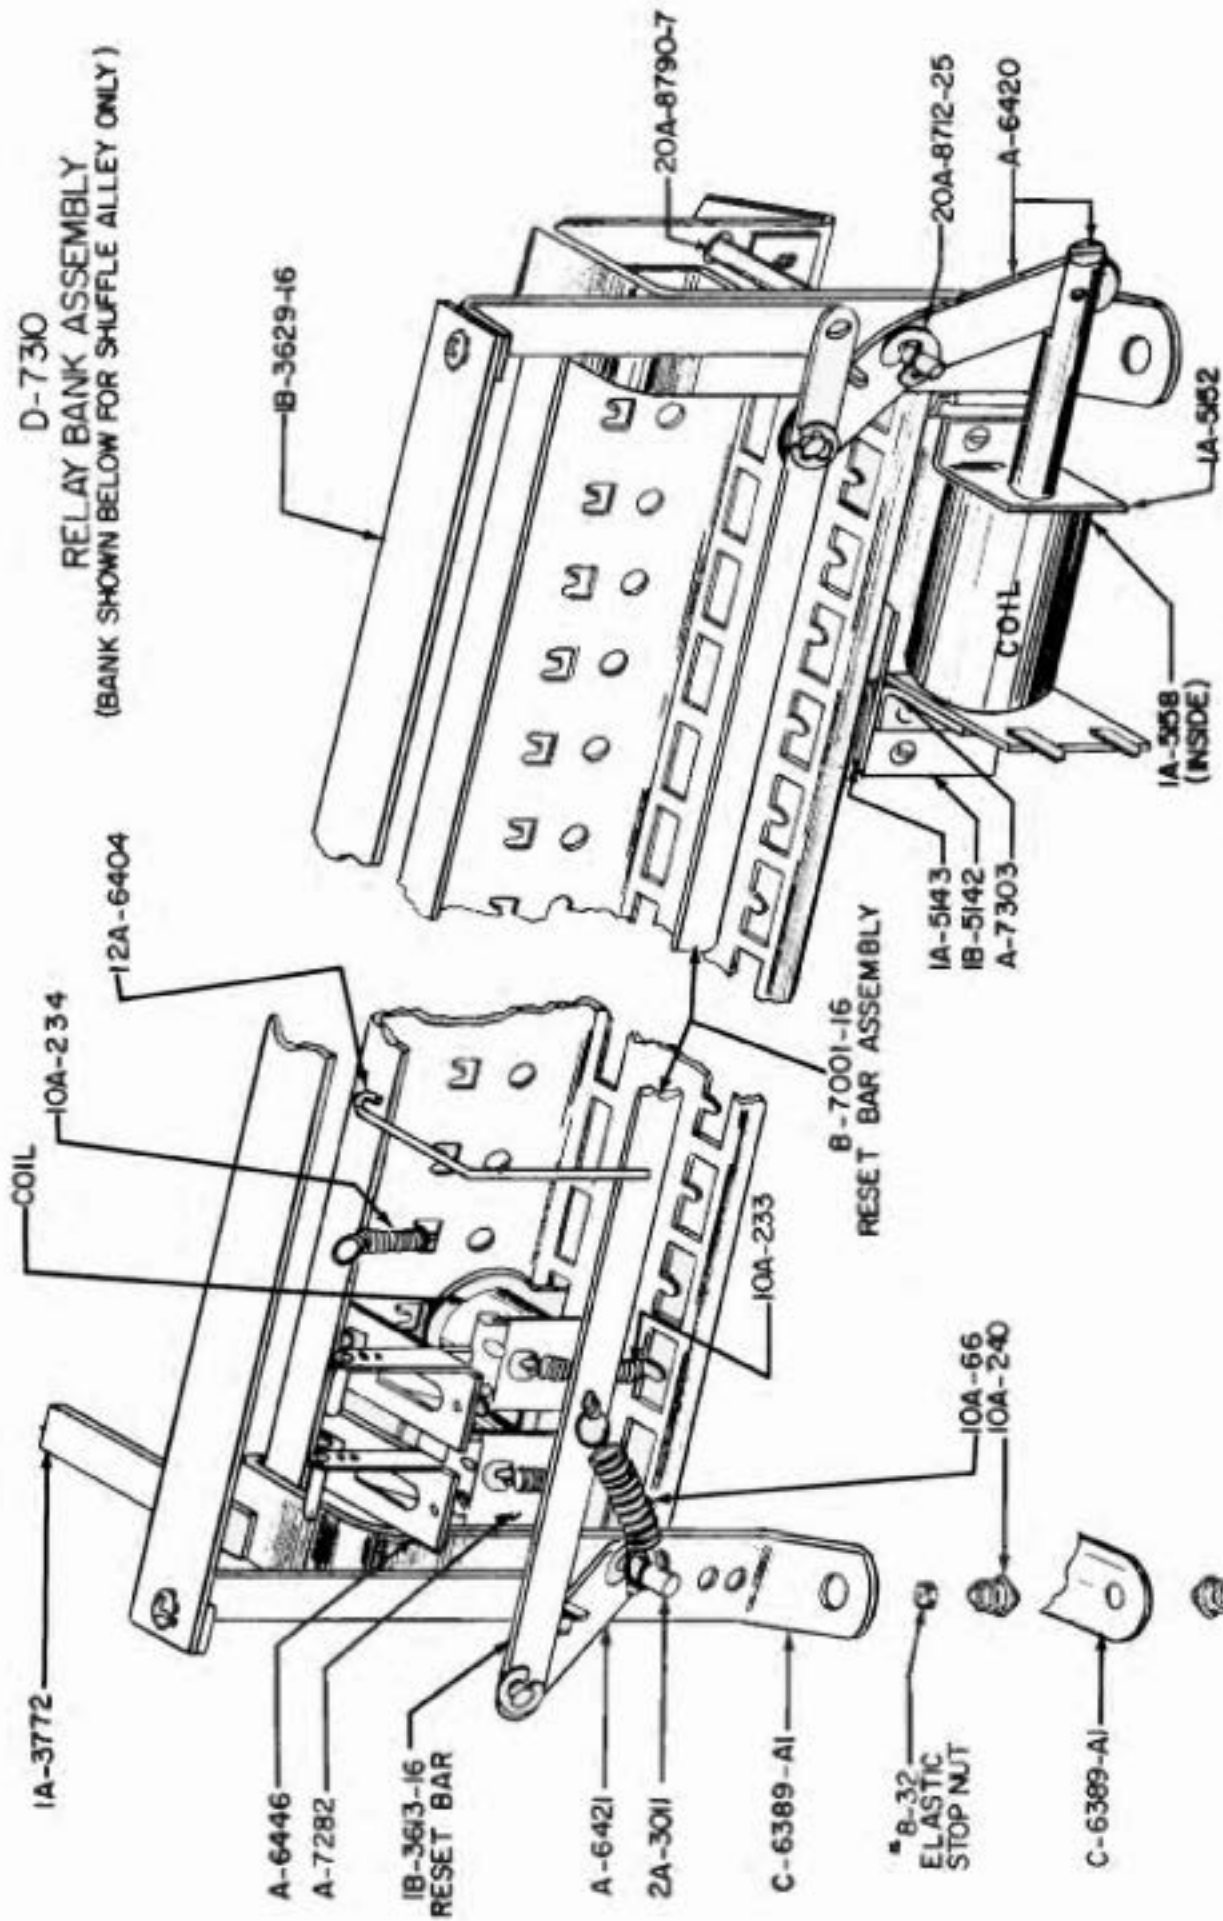 D-7310
RELAY BANK ASSEMBLY
(BANK SHOWN BELOW FOR SHUFFLE ALLEY ONLY)
1A-3772
COIL
10A-234
12A-6404
1B-3629-16
20A-8790-7
20A-8712-25
A-6420
1A-5152
1A-5158
(INSIDE)
COIL
1A-5143
1B-5142
A-7303
B-7001-16
RESET BAR ASSEMBLY
10A-233
10A-66
10A-240
A-6446
A-7282
1B-3613-16
RESET BAR
A-6421
2A-3011
C-6389-A1
#8-32
ELASTIC
STOP NUT
C-6389-A1